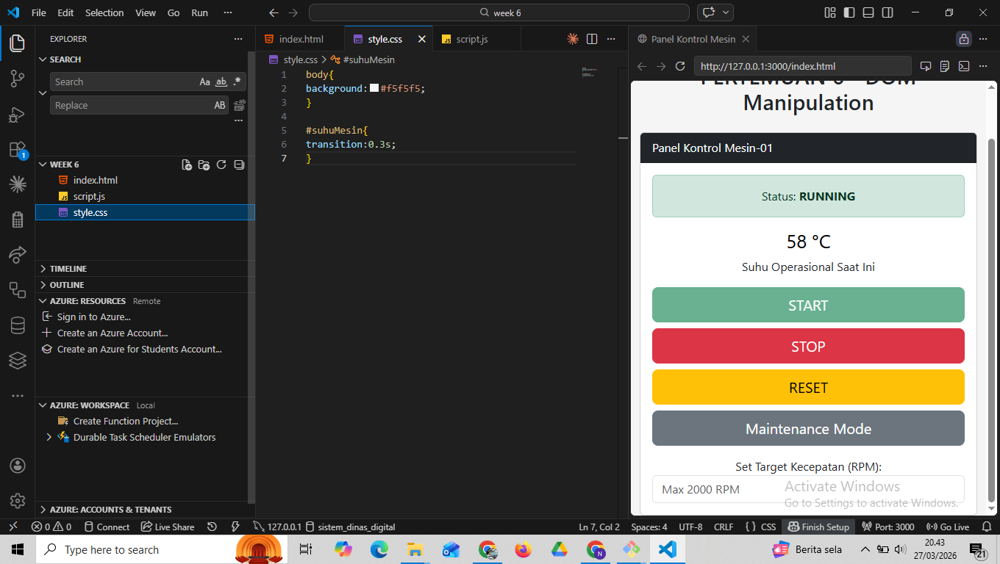 File Edit Selection View Go Run ···
week 6
EXPLORER
SEARCH
Search
Aa ab .*
Replace
AB
WEEK 6
index.html
script.js
style.css
TIMELINE
OUTLINE
AZURE: RESOURCES Remote
Sign in to Azure...
Create an Azure Account...
Create an Azure for Students Account...
AZURE: WORKSPACE Local
Create Function Project...
Durable Task Scheduler Emulators
AZURE: ACCOUNTS & TENANTS
1
index.html style.css script.js
style.css > #suhuMesin
1 body{
2 background: #f5f5f5;
3 }
4
5 #suhuMesin{
6 transition:0.3s;
7 }
Panel Kontrol Mesin
http://127.0.0.1:3000/index.html
PERTEMUAN 6 - DOM
Manipulation
Panel Kontrol Mesin-01
Status: RUNNING
58 °C
Suhu Operasional Saat Ini
START
STOP
RESET
Maintenance Mode
Set Target Kecepatan (RPM):
Max 2000 RPM
Activate Windows
Go to Settings to activate Windows.
0 0 Connect Live Share 127.0.0.1 sistem_dinas_digital Ln 7, Col 2 Spaces: 4 UTF-8 CRLF { } CSS Finish Setup Port: 3000 Go Live
Type here to search
Berita sela
20.43
27/03/2026
21